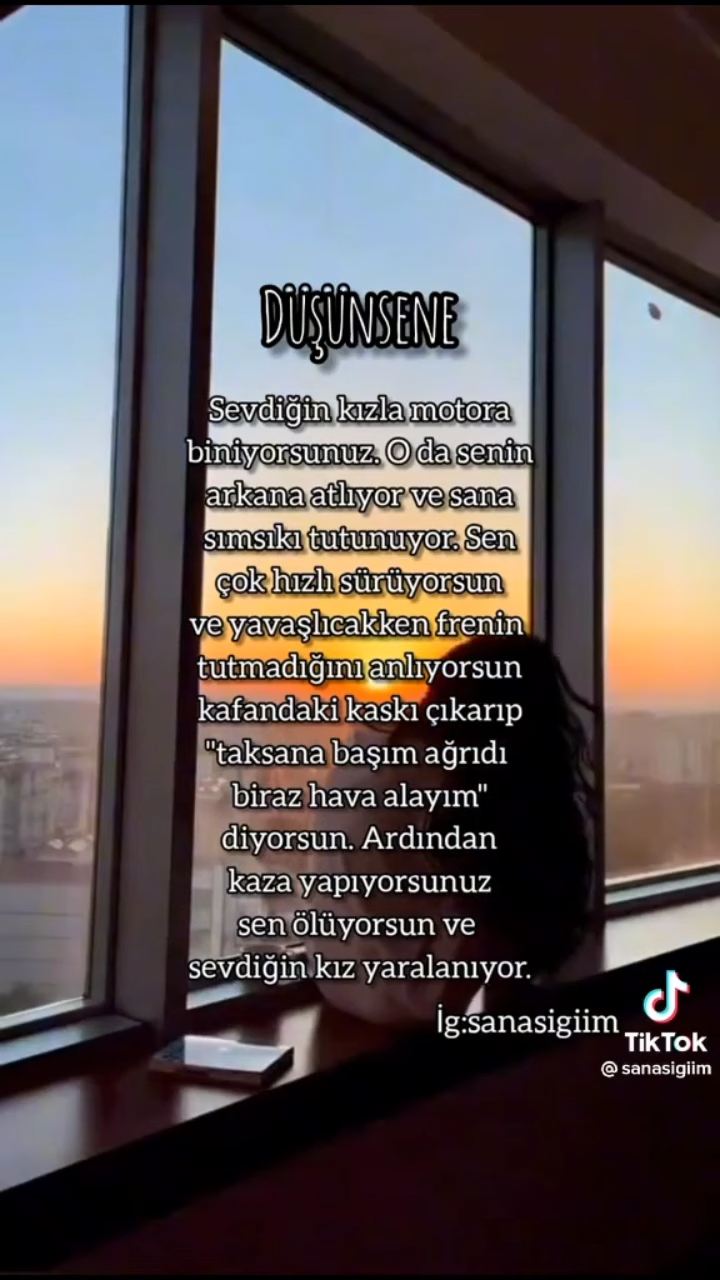 DÜŞÜNSENE
Sevdiğin kızla motora
biniyorsunuz. O da senin
arkana atlıyor ve sana
sımsıkı tutunuyor. Sen
çok hızlı sürüyorsun
ve yavaşlıcakken frenin
tutmadığını anlıyorsun
kafandaki kaskı çıkarıp
"taksana başım ağrıdı
biraz hava alayım"
diyorsun. Ardından
kaza yapıyorsunuz
sen ölüyorsun ve
sevdiğin kız yaralanıyor.
İg:sanasigiim
TikTok
@sanasigiim